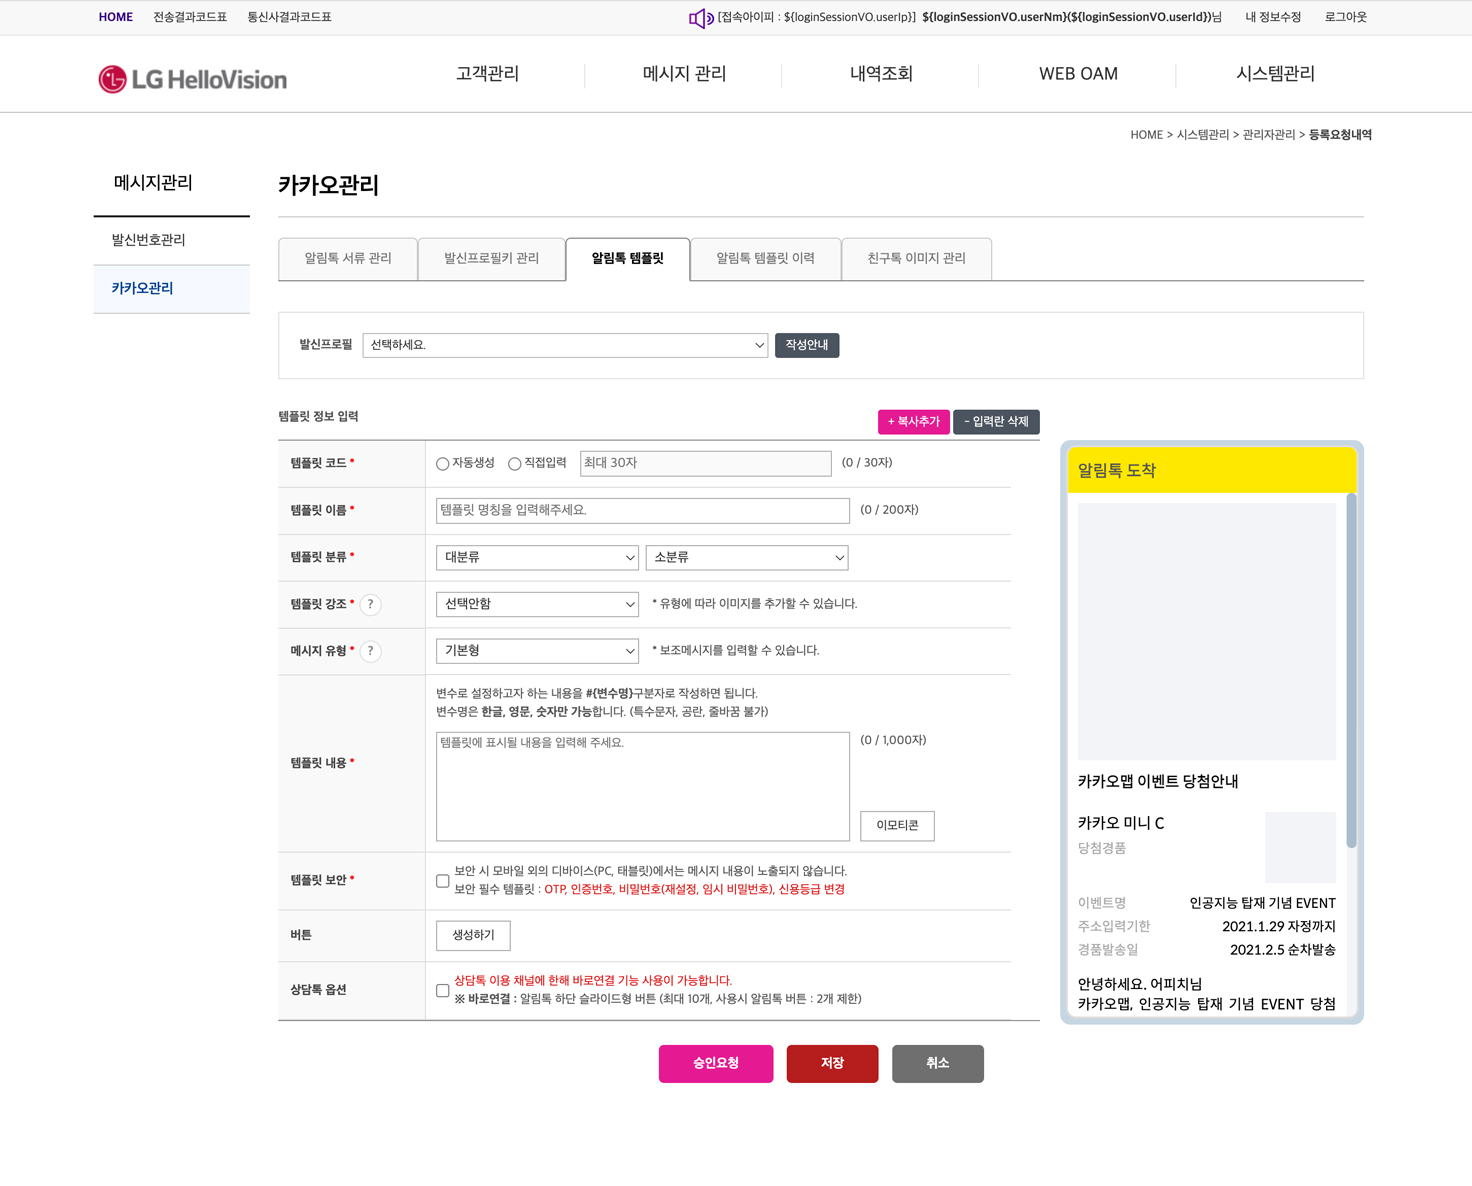 HOME 전송결과코드표 통신사결과코드표 [접속아이피 : ${loginSessionVO.userIp}] ${loginSessionVO.userNm}(${loginSessionVO.userId})님 내 정보수정 로그아웃
LG HelloVision 고객관리 메시지 관리 내역조회 WEB OAM 시스템관리
HOME > 시스템관리 > 관리자관리 > 등록요청내역
메시지관리
발신번호관리
카카오관리
카카오관리
알림톡 서류 관리 발신프로필키 관리 알림톡 템플릿 알림톡 템플릿 이력 친구톡 이미지 관리
발신프로필 선택하세요. 작성안내
템플릿 정보 입력 + 복사추가 - 입력란 삭제
템플릿 코드 * 자동생성 직접입력 최대 30자 (0 / 30자)
템플릿 이름 * 템플릿 명칭을 입력해주세요. (0 / 200자)
템플릿 분류 * 대분류 소분류
템플릿 강조 * ? 선택안함 * 유형에 따라 이미지를 추가할 수 있습니다.
메시지 유형 * ? 기본형 * 보조메시지를 입력할 수 있습니다.
템플릿 내용 *
변수로 설정하고자 하는 내용을 #{변수명}구분자로 작성하면 됩니다.
변수명은 한글, 영문, 숫자만 가능합니다. (특수문자, 공란, 줄바꿈 불가)
템플릿에 표시될 내용을 입력해 주세요. (0 / 1,000자)
이모티콘
템플릿 보안 *
보안 시 모바일 외의 디바이스(PC, 태블릿)에서는 메시지 내용이 노출되지 않습니다.
보안 필수 템플릿 : OTP, 인증번호, 비밀번호(재설정, 임시 비밀번호), 신용등급 변경
버튼 생성하기
상담톡 옵션
상담톡 이용 채널에 한해 바로연결 기능 사용이 가능합니다.
※ 바로연결 : 알림톡 하단 슬라이드형 버튼 (최대 10개, 사용시 알림톡 버튼 : 2개 제한)
승인요청 저장 취소
알림톡 도착
카카오맵 이벤트 당첨안내
카카오 미니 C
당첨경품
이벤트명 인공지능 탑재 기념 EVENT
주소입력기한 2021.1.29 자정까지
경품발송일 2021.2.5 순차발송
안녕하세요. 어피치님
카카오맵, 인공지능 탑재 기념 EVENT 당첨